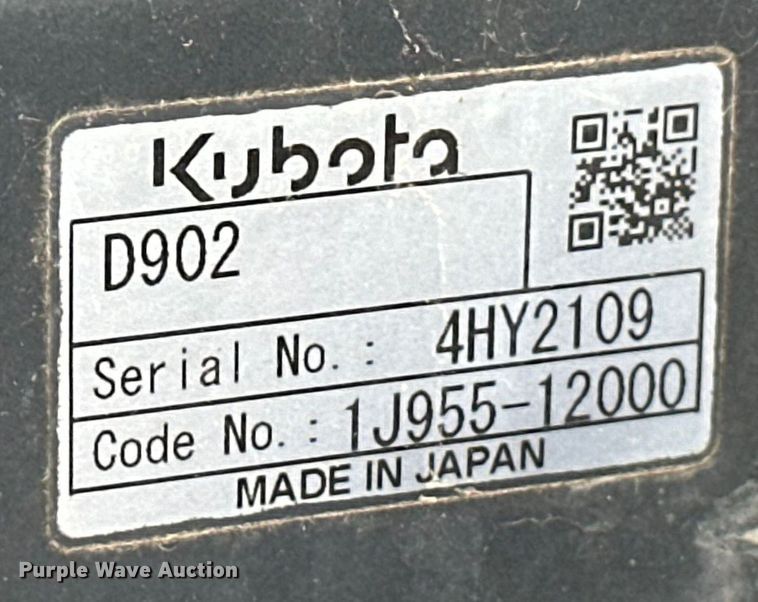 Kubota
D902
Serial No. : 4HY2109
Code No. : 1J955-12000
MADE IN JAPAN
Purple Wave Auction